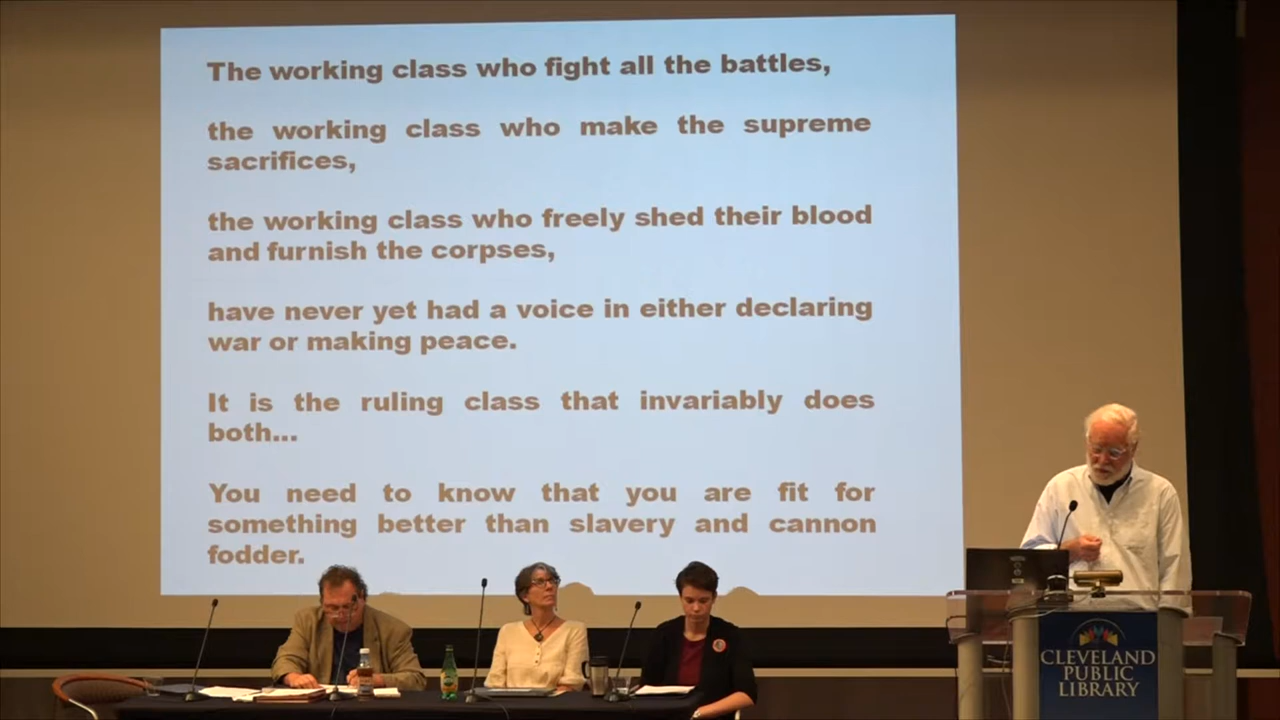 The working class who fight all the battles,
the working class who make the supreme
sacrifices,
the working class who freely shed their blood
and furnish the corpses,
have never yet had a voice in either declaring
war or making peace.
It is the ruling class that invariably does
both...
You need to know that you are fit for
something better than slavery and cannon
fodder.
CLEVELAND
PUBLIC
LIBRARY